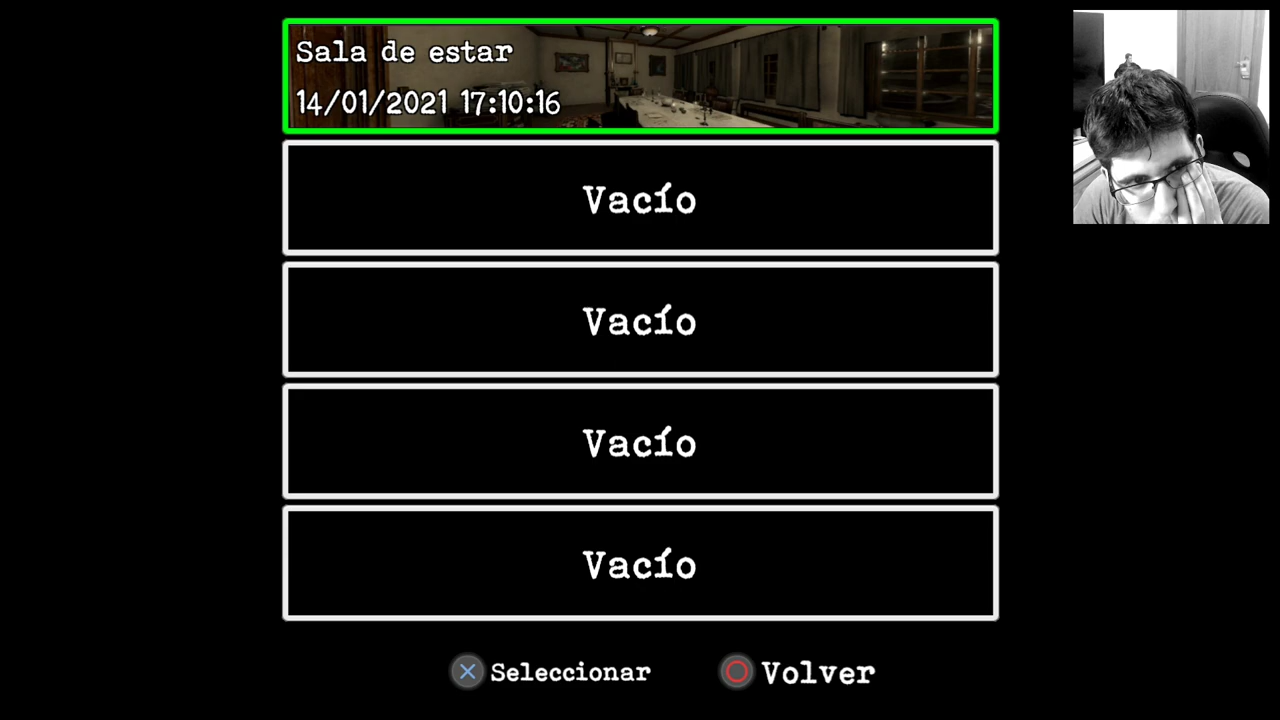 Sala de estar
14/01/2021 17:10:16
Vacío
Vacío
Vacío
Vacío
Seleccionar
Volver